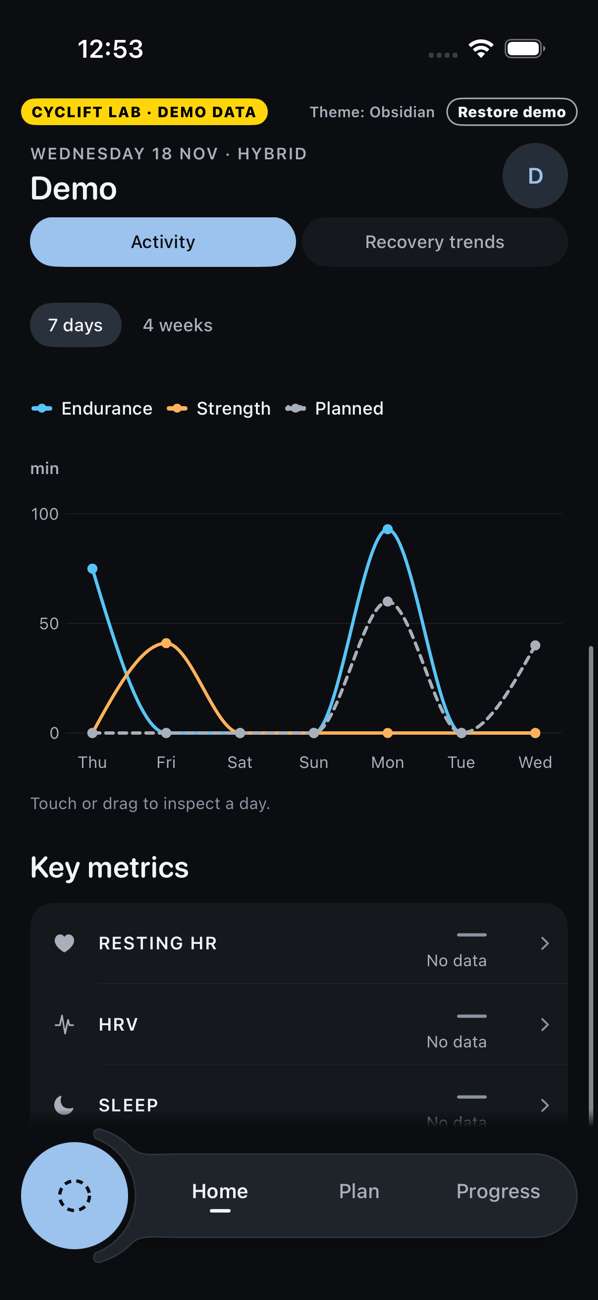 12:53
CYCLIFT LAB · DEMO DATA
Theme: Obsidian
Restore demo
WEDNESDAY 18 NOV · HYBRID
Demo
D
Activity
Recovery trends
7 days
4 weeks
Endurance
Strength
Planned
min
100
50
0
Thu Fri Sat Sun Mon Tue Wed
Touch or drag to inspect a day.
Key metrics
RESTING HR
No data
HRV
No data
SLEEP
No data
Home
Plan
Progress